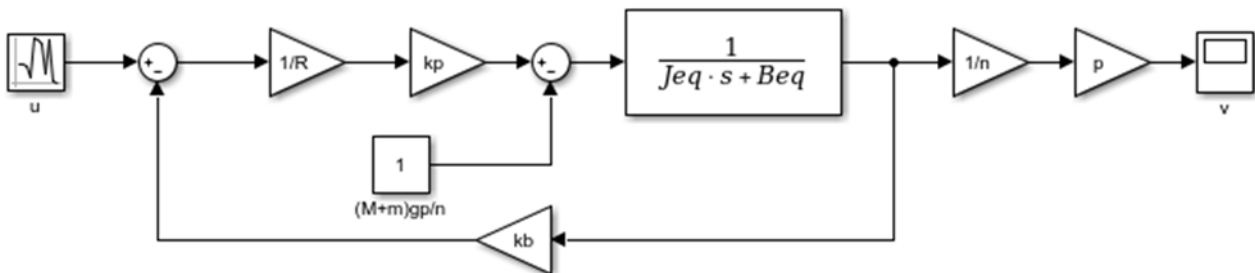 u
+
-
1/R
kp
+
-
1
Jeq · s + Beq
1/n
p
v
1
(M+m)gp/n
kb